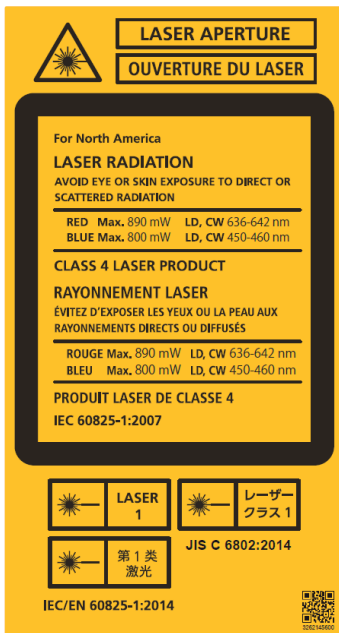 LASER APERTURE
OUVERTURE DU LASER
For North America
LASER RADIATION
AVOID EYE OR SKIN EXPOSURE TO DIRECT OR
SCATTERED RADIATION
RED Max. 890 mW LD, CW 636-642 nm
BLUE Max. 800 mW LD, CW 450-460 nm
CLASS 4 LASER PRODUCT
RAYONNEMENT LASER
ÉVITEZ D'EXPOSER LES YEUX OU LA PEAU AUX
RAYONNEMENTS DIRECTS OU DIFFUSÉS
ROUGE Max. 890 mW LD, CW 636-642 nm
BLEU Max. 800 mW LD, CW 450-460 nm
PRODUIT LASER DE CLASSE 4
IEC 60825-1:2007
LASER
1
レーザー
クラス 1
JIS C 6802:2014
第 1 类
激光
IEC/EN 60825-1:2014
3282145600